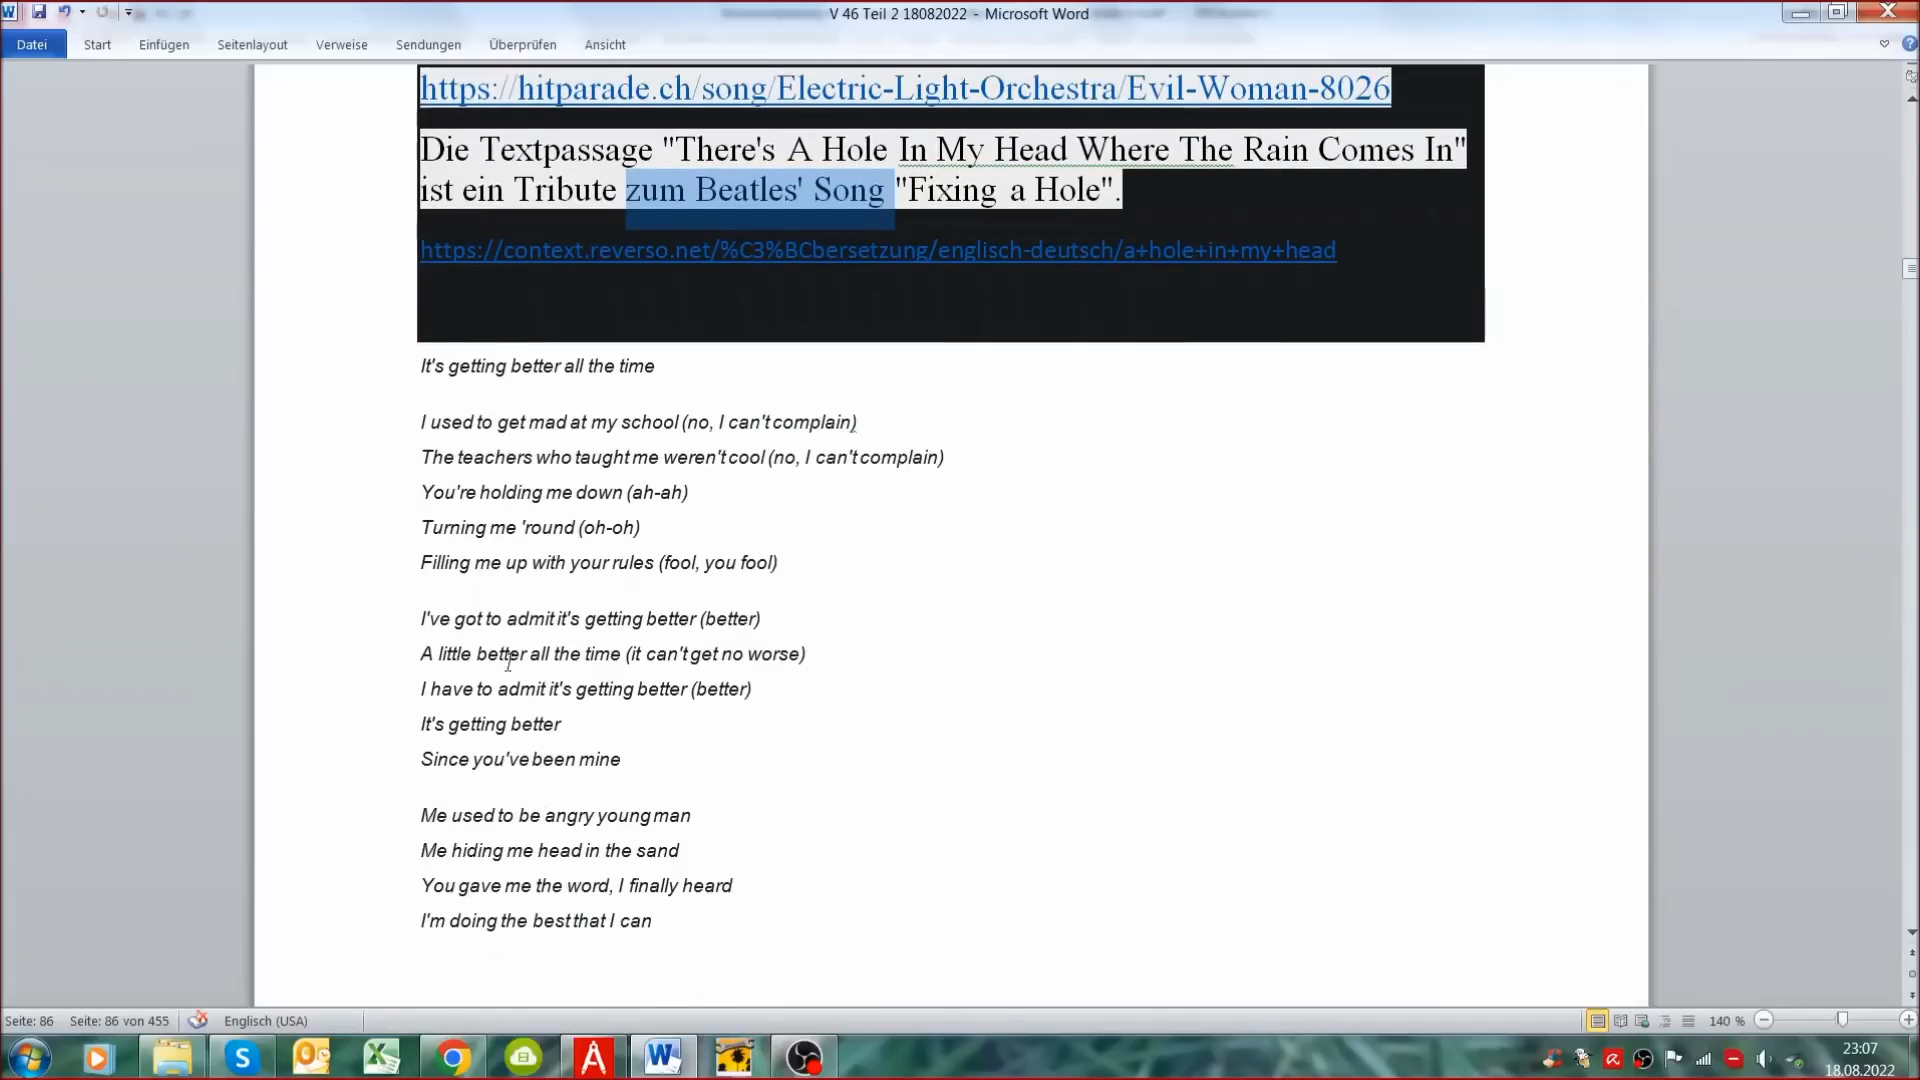 V 46 Teil 2 18082022 - Microsoft Word
Datei Start Einfügen Seitenlayout Verweise Sendungen Überprüfen Ansicht
https://hitparade.ch/song/Electric-Light-Orchestra/Evil-Woman-8026
Die Textpassage "There's A Hole In My Head Where The Rain Comes In"
ist ein Tribute zum Beatles' Song "Fixing a Hole".
https://context.reverso.net/%C3%BCbersetzung/englisch-deutsch/a+hole+in+my+head
It's getting better all the time
I used to get mad at my school (no, I can't complain)
The teachers who taught me weren't cool (no, I can't complain)
You're holding me down (ah-ah)
Turning me 'round (oh-oh)
Filling me up with your rules (fool, you fool)
I've got to admit it's getting better (better)
A little better all the time (it can't get no worse)
I have to admit it's getting better (better)
It's getting better
Since you've been mine
Me used to be angry young man
Me hiding me head in the sand
You gave me the word, I finally heard
I'm doing the best that I can
Seite: 86 Seite: 86 von 455 Englisch (USA) 140 %
23:07
18.08.2022